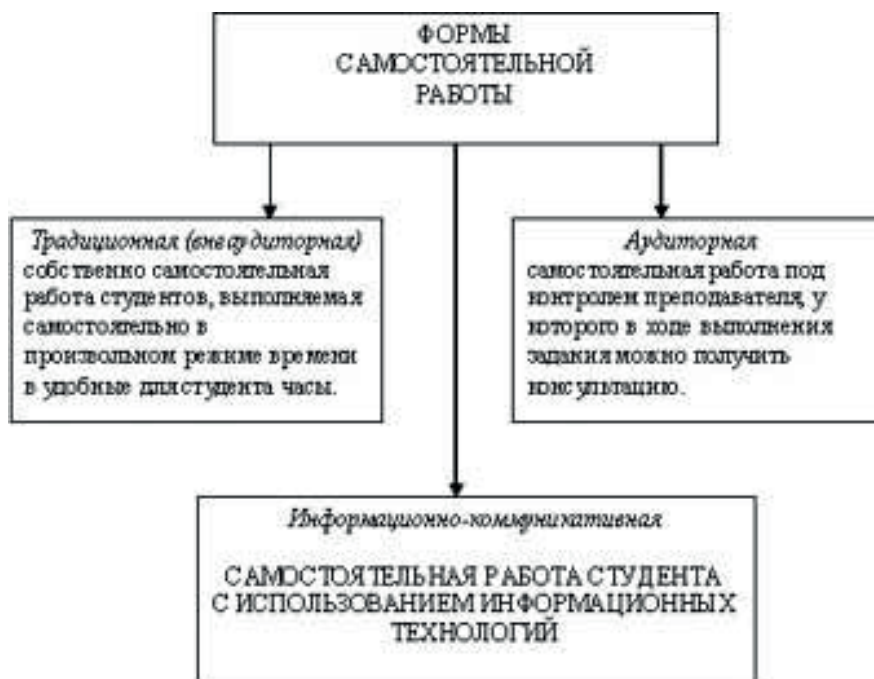 ФОРМЫ
САМОСТОЯТЕЛЬНОЙ
РАБОТЫ
Традиционная (внеаудиторная)
собственно самостоятельная
работа студентов, выполняемая
самостоятельно в
произвольном режиме времени
в удобные для студента часы.
Аудиторная
самостоятельная работа под
контролем преподавателя, у
которого в ходе выполнения
задания можно получить
консультацию.
Информационно-коммуникативная
САМОСТОЯТЕЛЬНАЯ РАБОТА СТУДЕНТА
С ИСПОЛЬЗОВАНИЕМ ИНФОРМАЦИОННЫХ
ТЕХНОЛОГИЙ